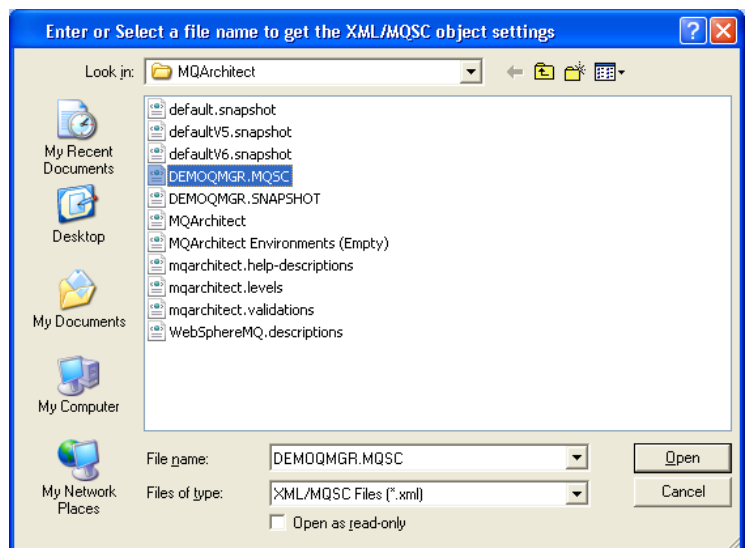 Enter or Select a file name to get the XML/MQSC object settings
Look in:
MQArchitect
My Recent
Documents
Desktop
My Documents
My Computer
My Network
Places
default.snapshot
defaultV5.snapshot
defaultV6.snapshot
DEMOQMGR.MQSC
DEMOQMGR.SNAPSHOT
MQArchitect
MQArchitect Environments (Empty)
mqarchitect.help-descriptions
mqarchitect.levels
mqarchitect.validations
WebSphereMQ.descriptions
File name:
DEMOQMGR.MQSC
Open
Files of type:
XML/MQSC Files (*.xml)
Cancel
Open as read-only